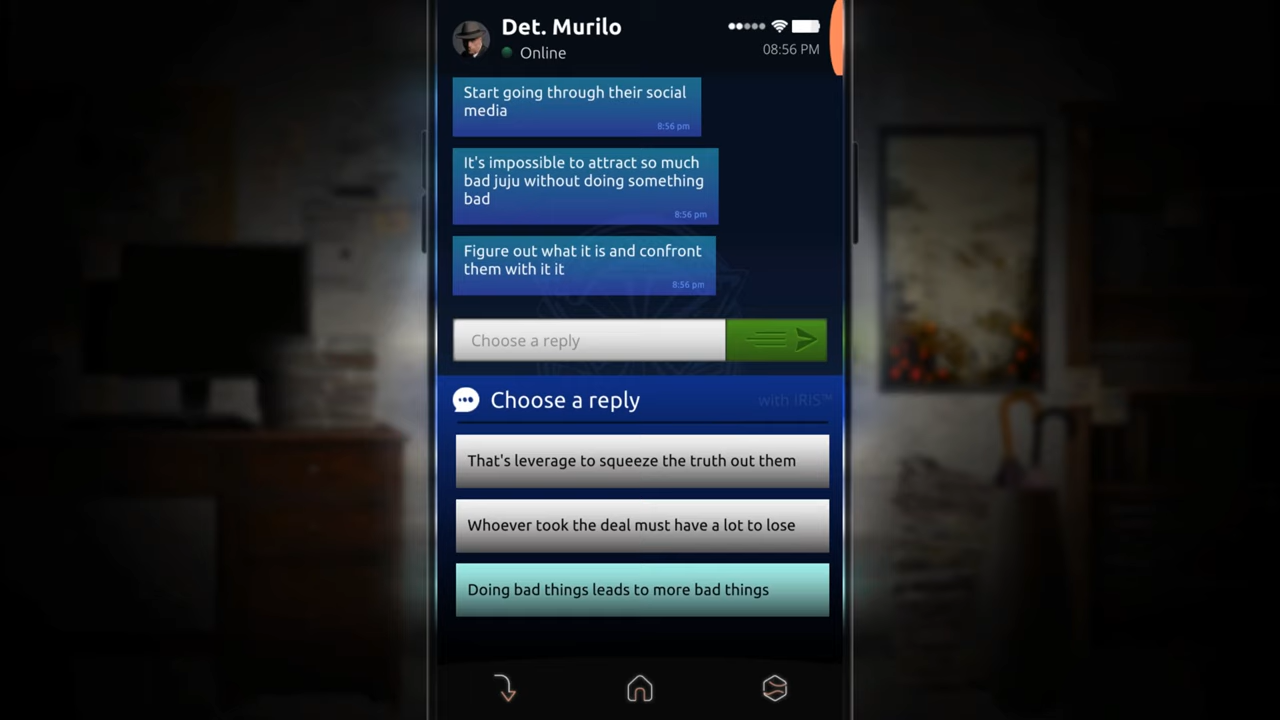 Det. Murilo
Online
08:56 PM
Start going through their social
media
8:56 pm
It's impossible to attract so much
bad juju without doing something
bad
8:56 pm
Figure out what it is and confront
them with it it
8:56 pm
Choose a reply
Choose a reply
with IRIS™
That's leverage to squeeze the truth out them
Whoever took the deal must have a lot to lose
Doing bad things leads to more bad things